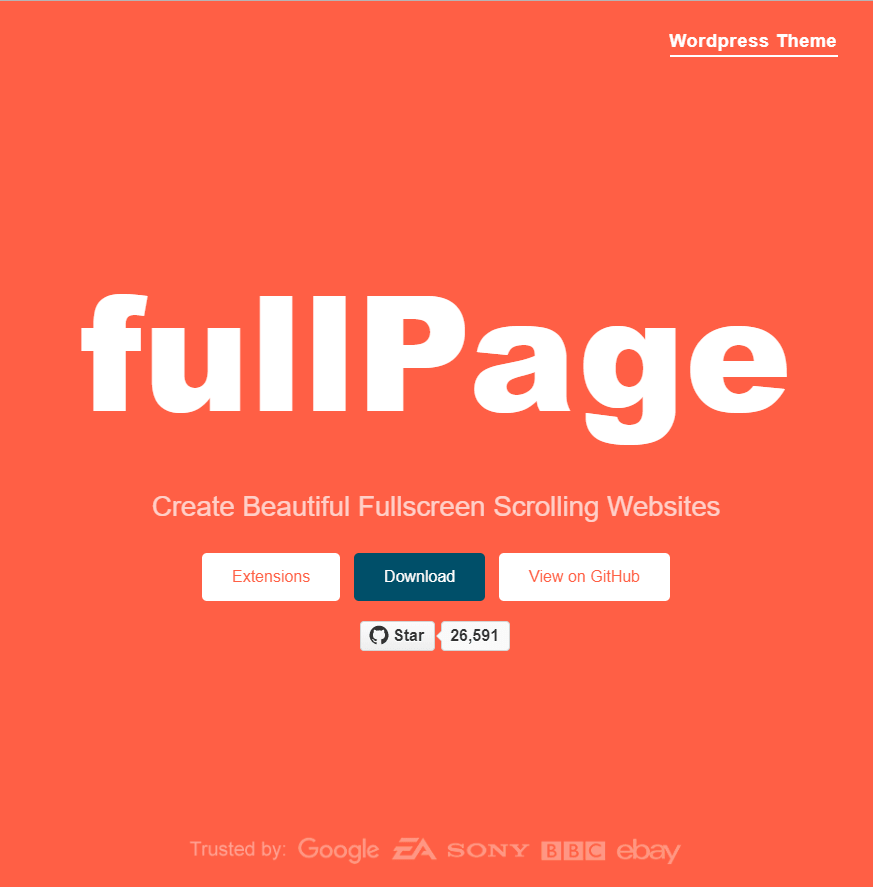 Wordpress Theme
fullPage
Create Beautiful Fullscreen Scrolling Websites
Extensions Download View on GitHub
Star 26,591
Trusted by: Google EA SONY BBC ebay